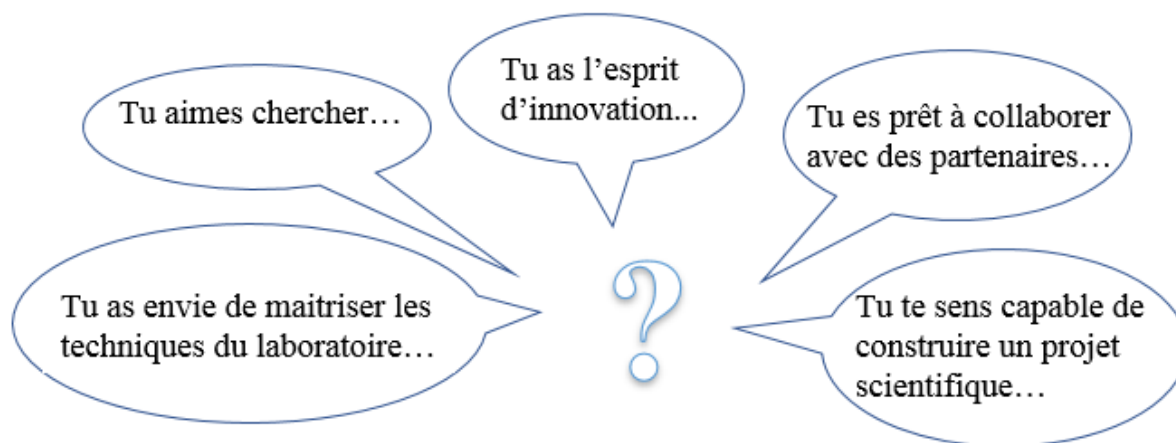 Tu aimes chercher…
Tu as l’esprit
d’innovation...
Tu es prêt à collaborer
avec des partenaires…
Tu as envie de maitriser les
techniques du laboratoire…
?
Tu te sens capable de
construire un projet
scientifique…